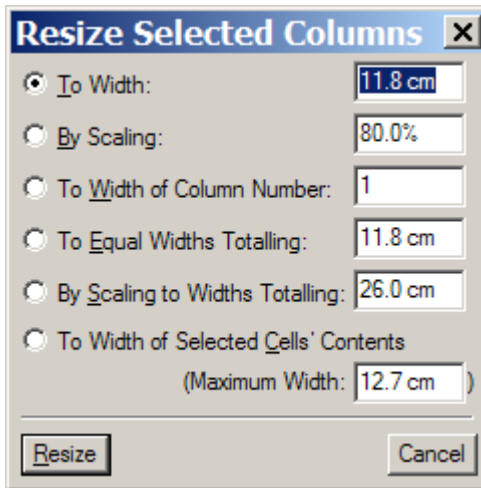 Resize Selected Columns
To Width: 11.8 cm
By Scaling: 80.0%
To Width of Column Number: 1
To Equal Widths Totalling: 11.8 cm
By Scaling to Widths Totalling: 26.0 cm
To Width of Selected Cells' Contents
(Maximum Width: 12.7 cm )
Resize Cancel